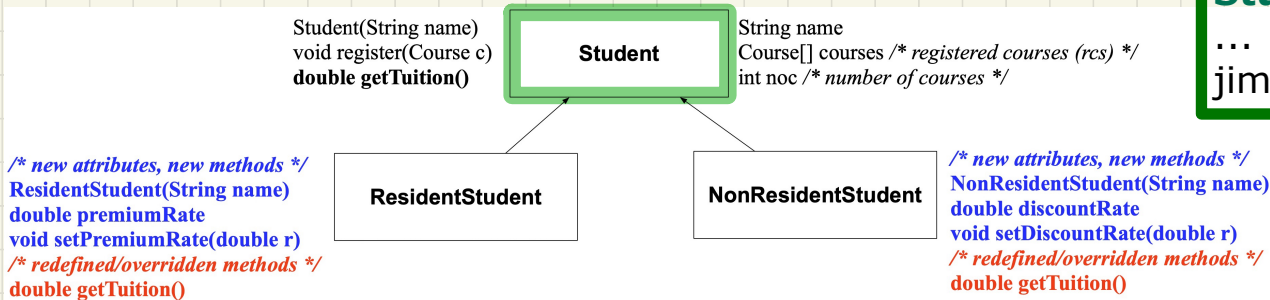 Student(String name)
void register(Course c)
double getTuition()
Student
String name
Course[] courses /* registered courses (rcs) */
int noc /* number of courses */
...
jim
/* new attributes, new methods */
ResidentStudent(String name)
double premiumRate
void setPremiumRate(double r)
/* redefined/overridden methods */
double getTuition()
ResidentStudent
NonResidentStudent
/* new attributes, new methods */
NonResidentStudent(String name)
double discountRate
void setDiscountRate(double r)
/* redefined/overridden methods */
double getTuition()